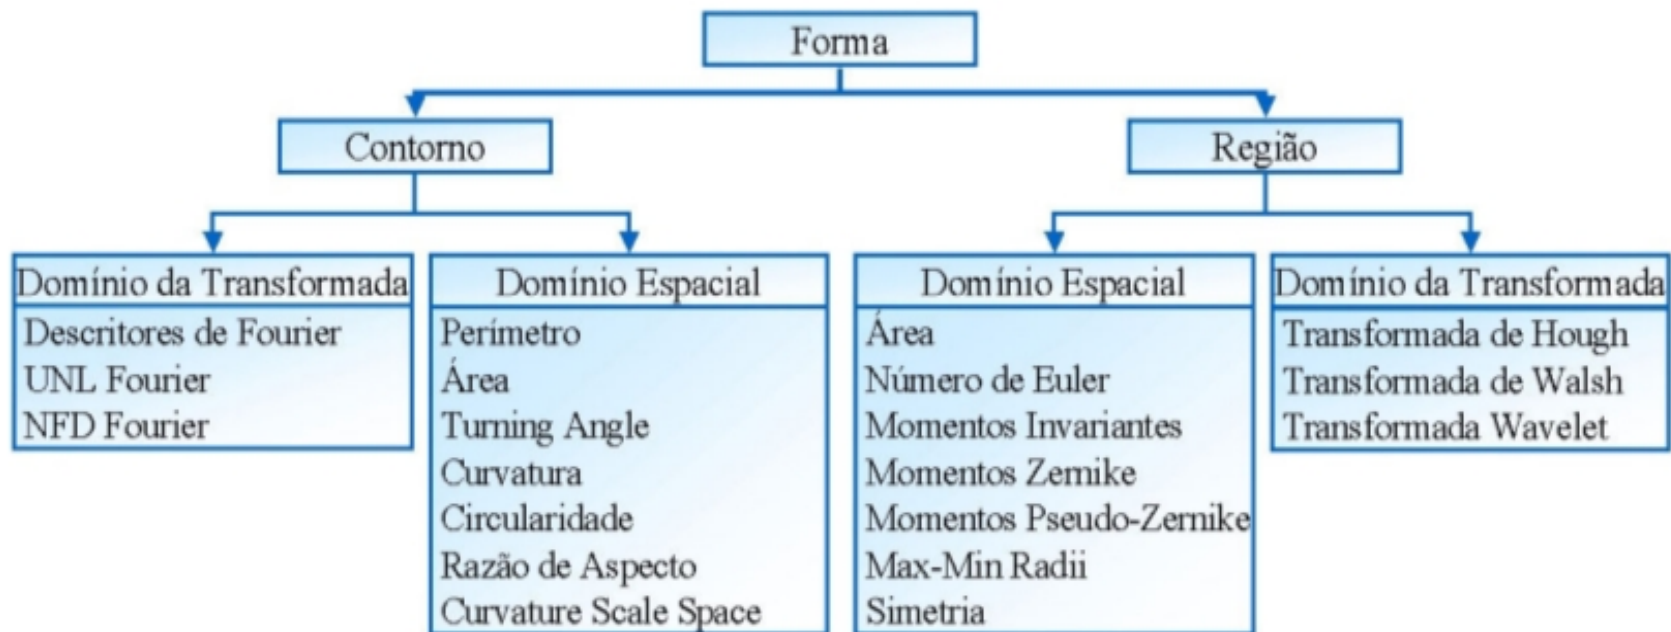 Forma
Contorno
Região
Domínio da Transformada
Descritores de Fourier
UNL Fourier
NFD Fourier
Domínio Espacial
Perímetro
Área
Turning Angle
Curvatura
Circularidade
Razão de Aspecto
Curvature Scale Space
Domínio Espacial
Área
Número de Euler
Momentos Invariantes
Momentos Zernike
Momentos Pseudo-Zernike
Max-Min Radii
Simetria
Domínio da Transformada
Transformada de Hough
Transformada de Walsh
Transformada Wavelet